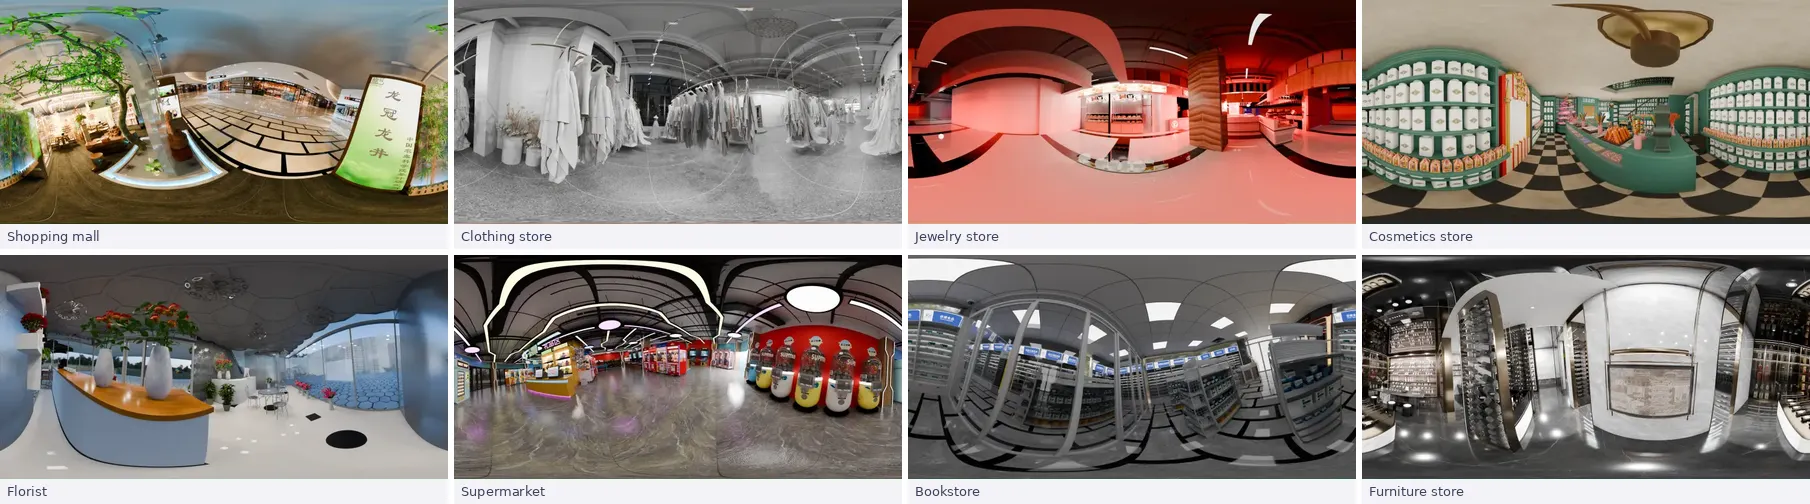 龙冠龙井
Shopping mall
Clothing store
Jewelry store
Cosmetics store
Florist
Supermarket
Bookstore
Furniture store